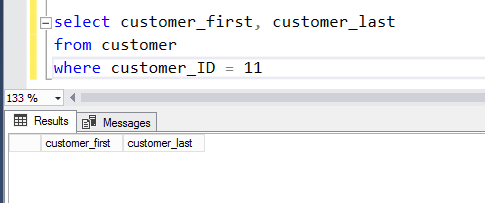 select customer_first, customer_last
from customer
where customer_ID = 11
133 %
Results Messages
customer_first customer_last